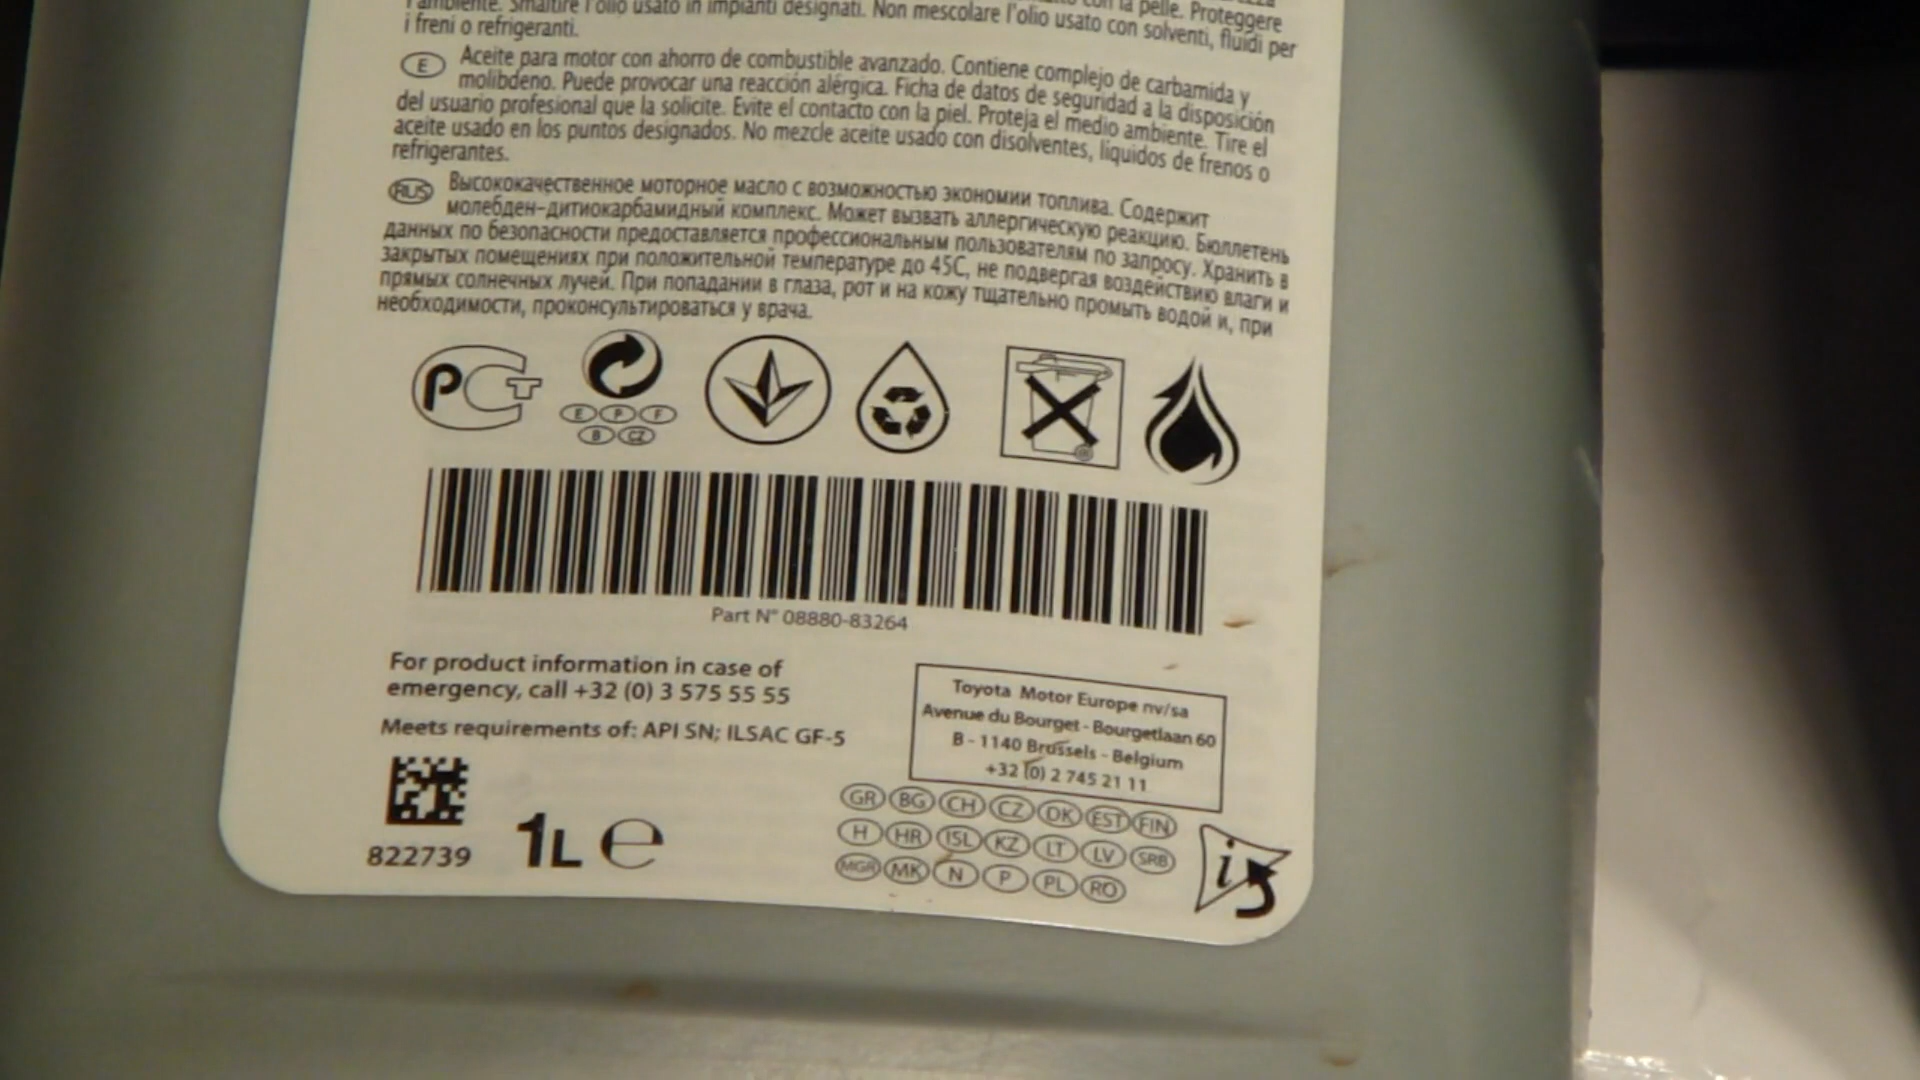 l'ambiente. Smaltire l'olio usato in impianti designati. Non mescolare l'olio usato con solventi, fluidi per
con la pelle. Proteggere
i freni o refrigeranti.
E Aceite para motor con ahorro de combustible avanzado. Contiene complejo de carbamida y
molibdeno. Puede provocar una reacción alérgica. Ficha de datos de seguridad a la disposición
del usuario profesional que la solicite. Evite el contacto con la piel. Proteja el medio ambiente. Tire el
aceite usado en los puntos designados. No mezcle aceite usado con disolventes, líquidos de frenos o
refrigerantes.
RUS Высококачественное моторное масло с возможностью экономии топлива. Содержит
молебден-дитиокарбамидный комплекс. Может вызвать аллергическую реакцию. Бюллетень
данных по безопасности предоставляется профессиональным пользователям по запросу. Хранить в
закрытых помещениях при положительной температуре до 45С, не подвергая воздействию влаги и
прямых солнечных лучей. При попадании в глаза, рот и на кожу тщательно промыть водой и, при
необходимости, проконсультироваться у врача.
РСТ
E P F
B CZ
Part N° 08880-83264
For product information in case of
emergency, call +32 (0) 3 575 55 55
Meets requirements of: API SN; ILSAC GF-5
Toyota Motor Europe nv/sa
Avenue du Bourget - Bourgetlaan 60
B - 1140 Brussels - Belgium
+32 (0) 2 745 21 11
822739
1L e
GR BG CH CZ DK EST FIN
H HR ISL KZ LT LV SRB
MGR MK N P PL RO
i